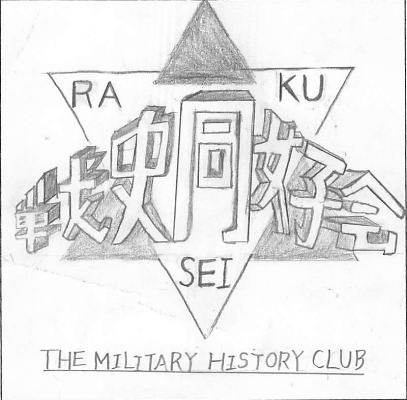 RA KU
戦史同好会
SEI
THE MILITARY HISTORY CLUB